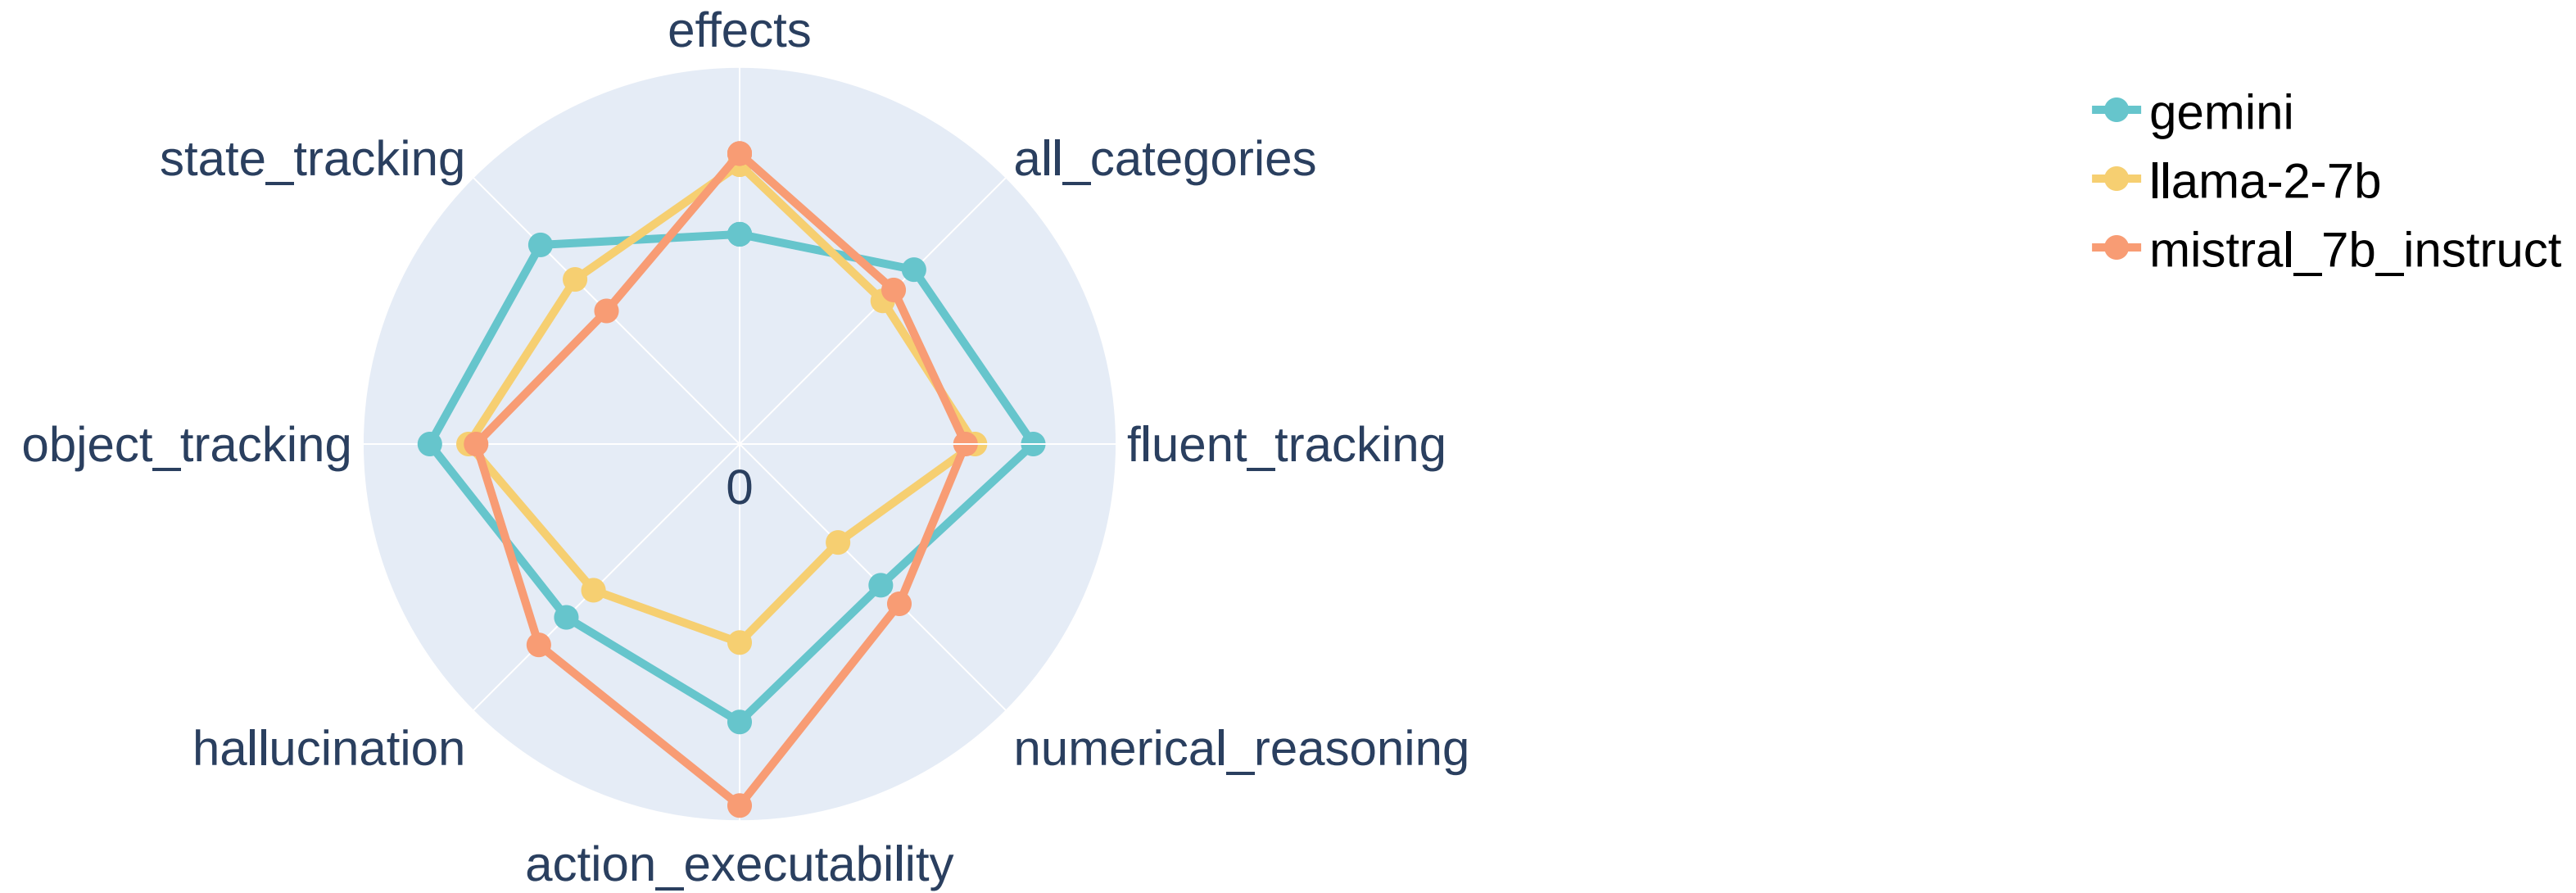 effects
state_tracking
all_categories
object_tracking
fluent_tracking
0
hallucination
numerical_reasoning
action_executability
gemini
llama-2-7b
mistral_7b_instruct